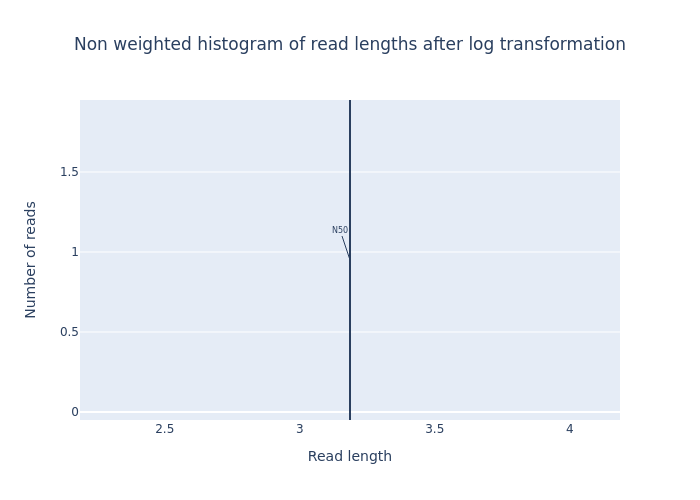 Non weighted histogram of read lengths after log transformation
Number of reads
1.5
1
0.5
0
N50
2.5
3
3.5
4
Read length